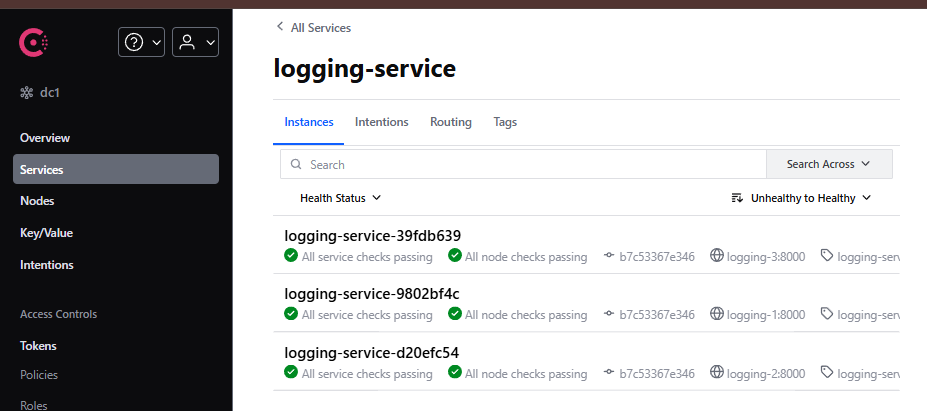 All Services
logging-service
dc1
Overview
Services
Nodes
Key/Value
Intentions
Access Controls
Tokens
Policies
Roles
Instances Intentions Routing Tags
Search Search Across
Health Status Unhealthy to Healthy
logging-service-39fdb639
All service checks passing All node checks passing b7c53367e346 logging-3:8000 logging-serv
logging-service-9802bf4c
All service checks passing All node checks passing b7c53367e346 logging-1:8000 logging-serv
logging-service-d20efc54
All service checks passing All node checks passing b7c53367e346 logging-2:8000 logging-serv